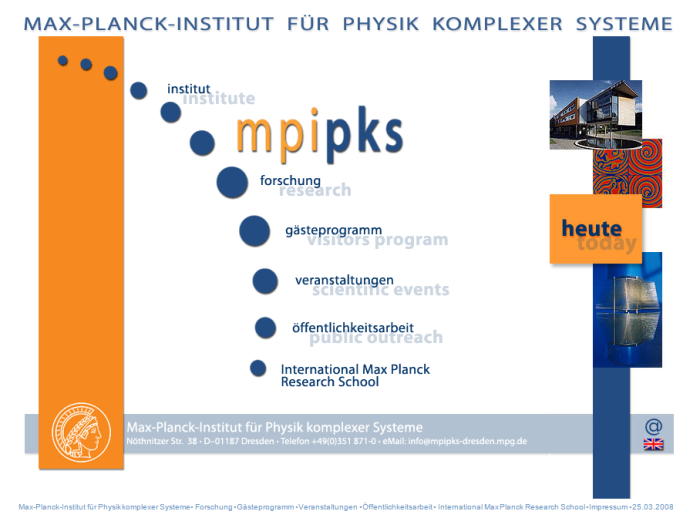 MAX-PLANCK-INSTITUT FÜR PHYSIK KOMPLEXER SYSTEME
institut
institute
mpipks
forschung
research
gästeprogramm
visitors program
heute
today
veranstaltungen
scientific events
öffentlichkeitsarbeit
public outreach
International Max Planck
Research School
Max-Planck-Institut für Physik komplexer Systeme
Nöthnitzer Str. 38 · D-01187 Dresden · Telefon +49(0)351 871-0 · eMail: info@mpipks-dresden.mpg.de
@
Max-Planck-Institut für Physik komplexer Systeme • Forschung • Gästeprogramm • Veranstaltungen • Öffentlichkeitsarbeit • International Max Planck Research School • Impressum • 25.03.2008